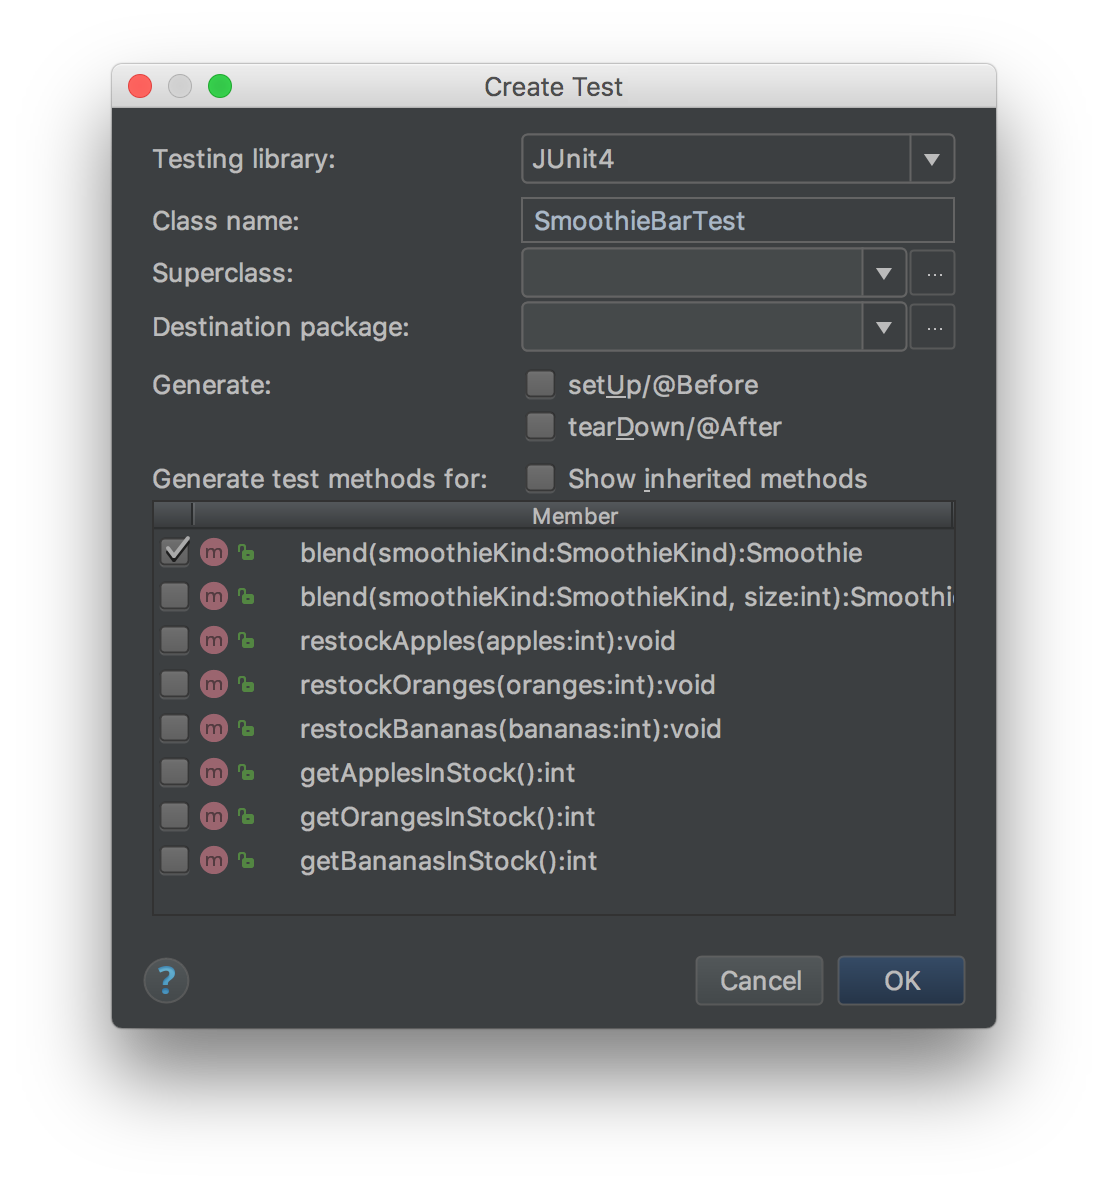 Create Test
Testing library: JUnit4
Class name: SmoothieBarTest
Superclass: ...
Destination package: ...
Generate: setUp/@Before
tearDown/@After
Generate test methods for: Show inherited methods
Member
m blend(smoothieKind:SmoothieKind):Smoothie
m blend(smoothieKind:SmoothieKind, size:int):Smoothi
m restockApples(apples:int):void
m restockOranges(oranges:int):void
m restockBananas(bananas:int):void
m getApplesInStock():int
m getOrangesInStock():int
m getBananasInStock():int
? Cancel OK